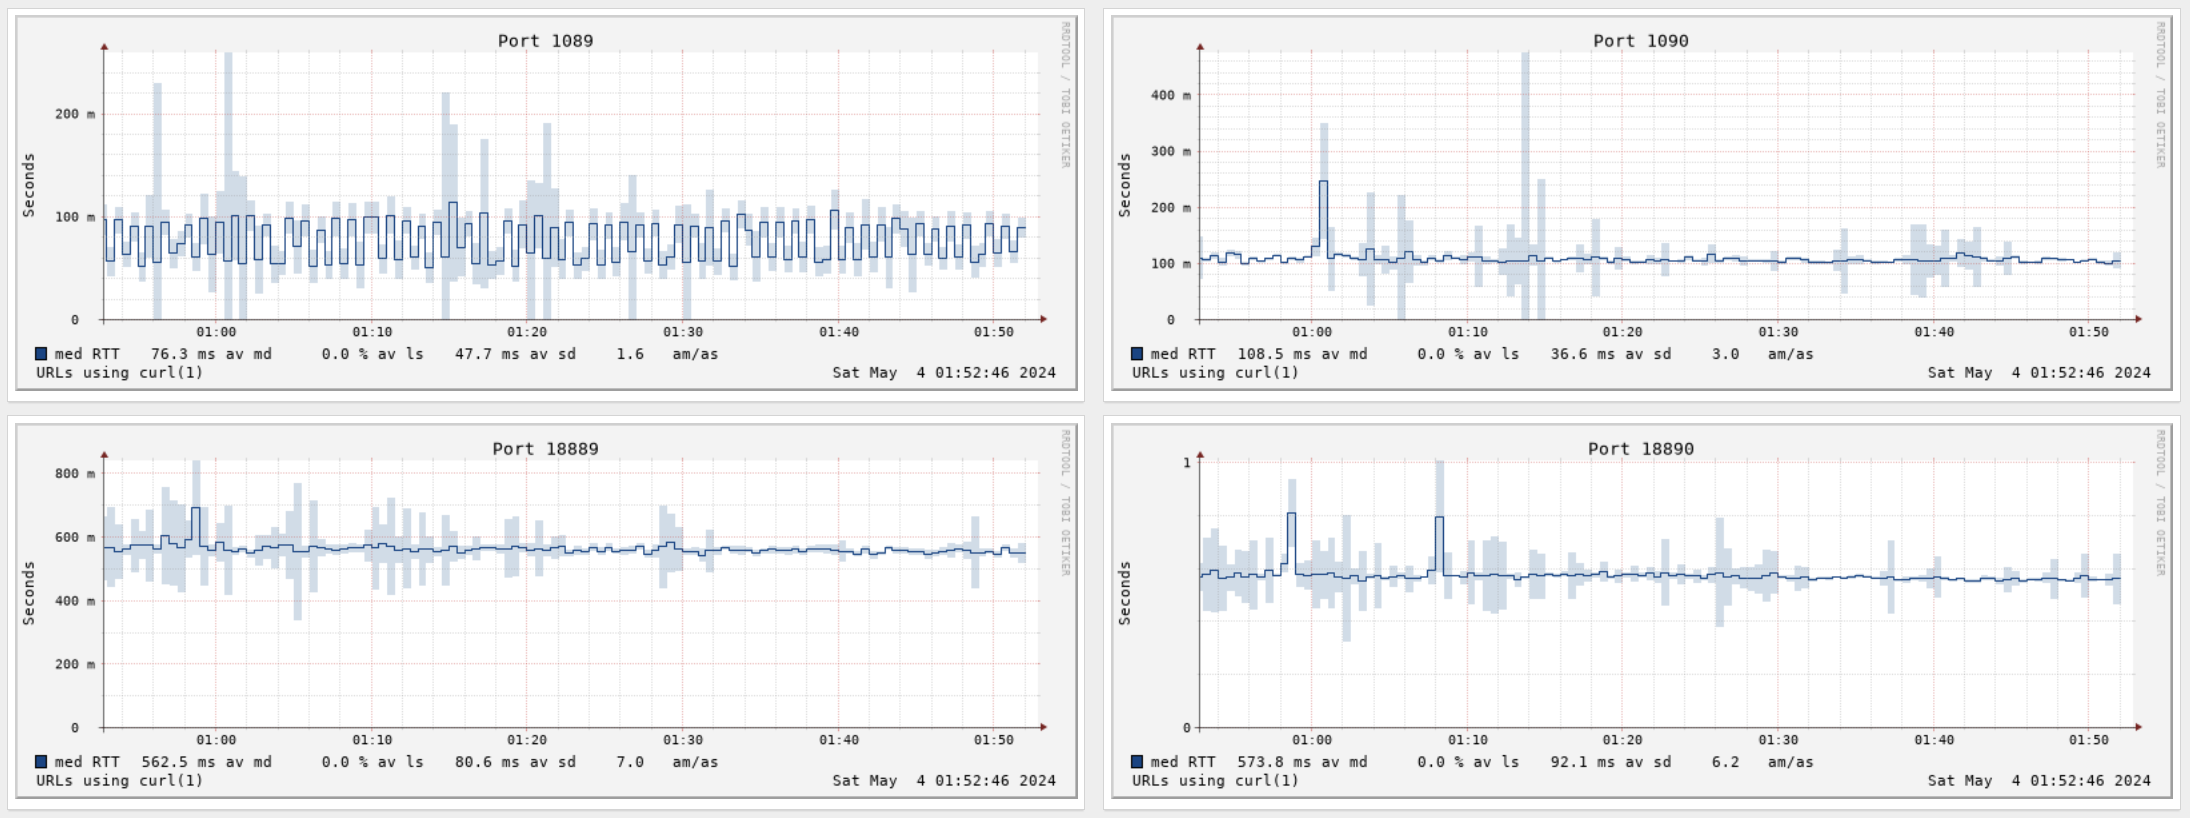 Port 1089
RRDTOOL / TOBI OETIKER
Seconds
200 m
100 m
0
01:00 01:10 01:20 01:30 01:40 01:50
med RTT 76.3 ms av md 0.0 % av ls 47.7 ms av sd 1.6 am/as
URLs using curl(1) Sat May 4 01:52:46 2024
Port 1090
RRDTOOL / TOBI OETIKER
Seconds
400 m
300 m
200 m
100 m
0
01:00 01:10 01:20 01:30 01:40 01:50
med RTT 108.5 ms av md 0.0 % av ls 36.6 ms av sd 3.0 am/as
URLs using curl(1) Sat May 4 01:52:46 2024
Port 18889
RRDTOOL / TOBI OETIKER
Seconds
800 m
600 m
400 m
200 m
0
01:00 01:10 01:20 01:30 01:40 01:50
med RTT 562.5 ms av md 0.0 % av ls 80.6 ms av sd 7.0 am/as
URLs using curl(1) Sat May 4 01:52:46 2024
Port 18890
RRDTOOL / TOBI OETIKER
Seconds
1
0
01:00 01:10 01:20 01:30 01:40 01:50
med RTT 573.8 ms av md 0.0 % av ls 92.1 ms av sd 6.2 am/as
URLs using curl(1) Sat May 4 01:52:46 2024